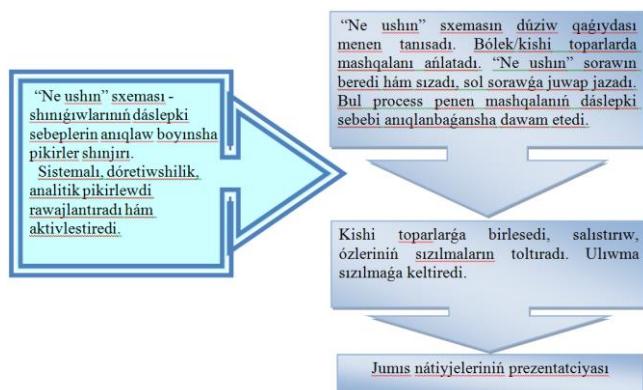 “Ne ushın” sxeması -
shınıǵıwlarınıń dáslepki
sebeplerin anıqlaw boyınsha
pikirler shınjırı.
Sistemalı, dóretiwshilik,
analitik pikirlewdi
rawajlantıradı hám
aktivlestiredi.
“Ne ushın” sxemasın dúziw qaǵıydası
menen tanısadı. Bólek/kishi toparlarda
mashqalanı ańlatadı. “Ne ushın” sorawın
beredi hám sızadı, sol sorawǵa juwap jazadı.
Bul process penen mashqalanıń dáslepki
sebebi anıqlanbaǵansha dawam etedi.
Kishi toparlarǵa birlesedi, salıstırıw,
ózleriniń sızılmaların toltıradı. Ulıwma
sızılmaǵa keltiredi.
Jumıs nátiyjeleriniń prezentatciyası